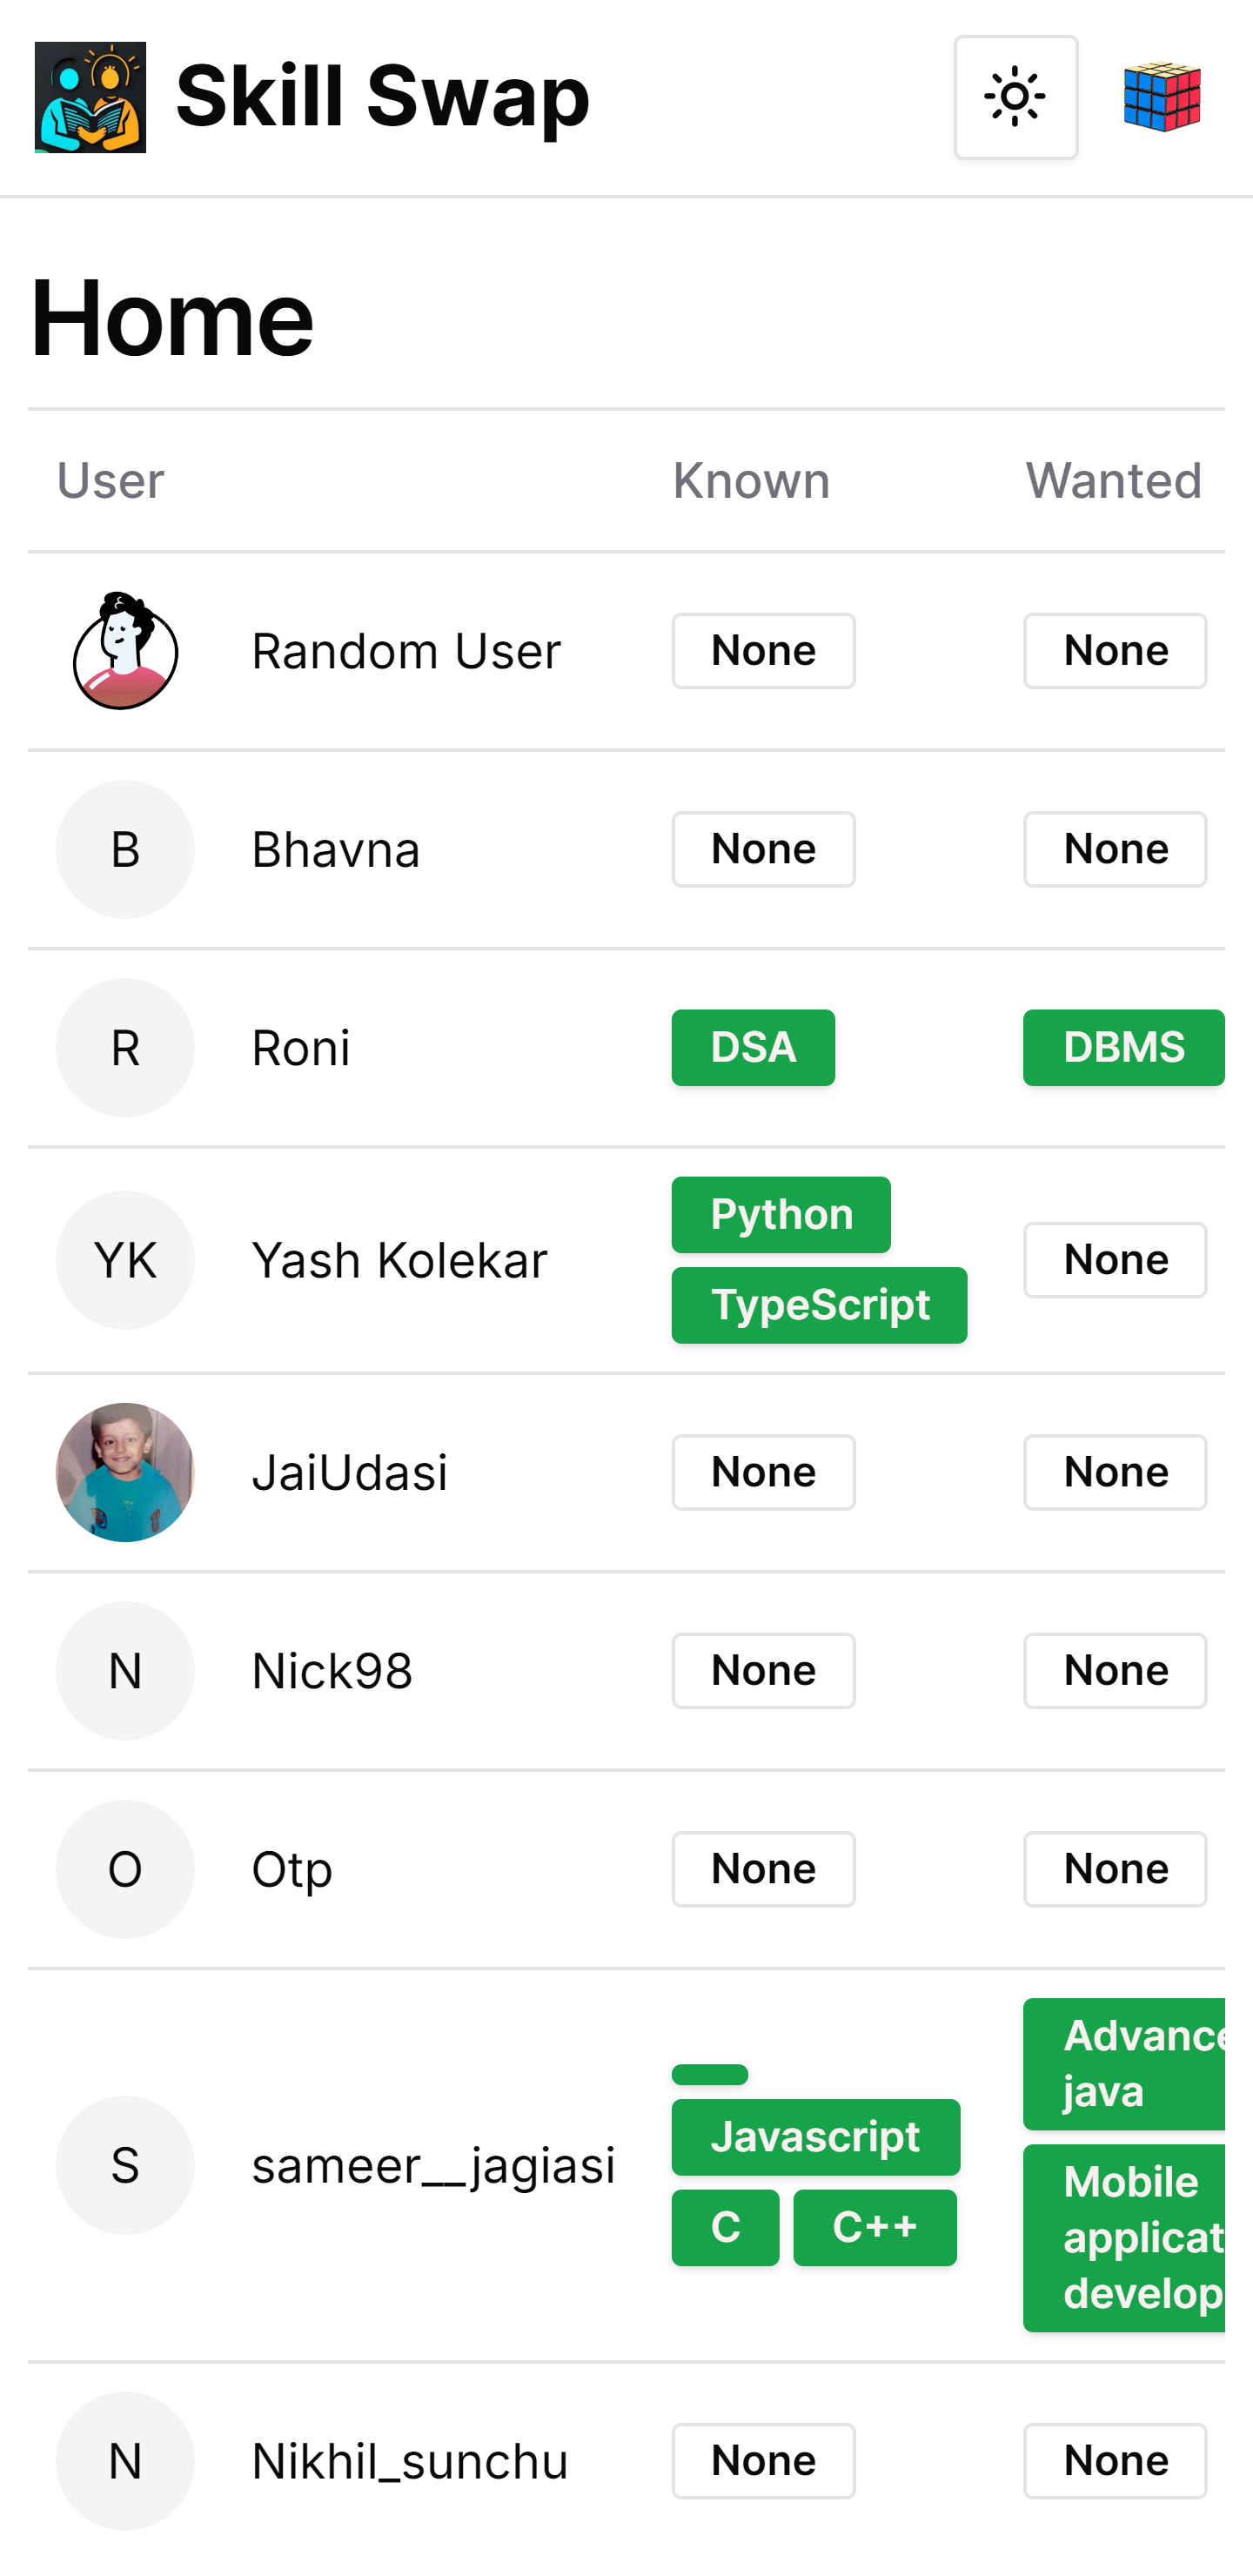 Skill Swap
Home
User Known Wanted
Random User None None
B Bhavna None None
R Roni DSA DBMS
YK Yash Kolekar Python TypeScript None
JaiUdasi None None
N Nick98 None None
O Otp None None
S sameer__jagiasi Javascript C C++
Advance
java
Mobile
applicat
develop
N Nikhil_sunchu None None